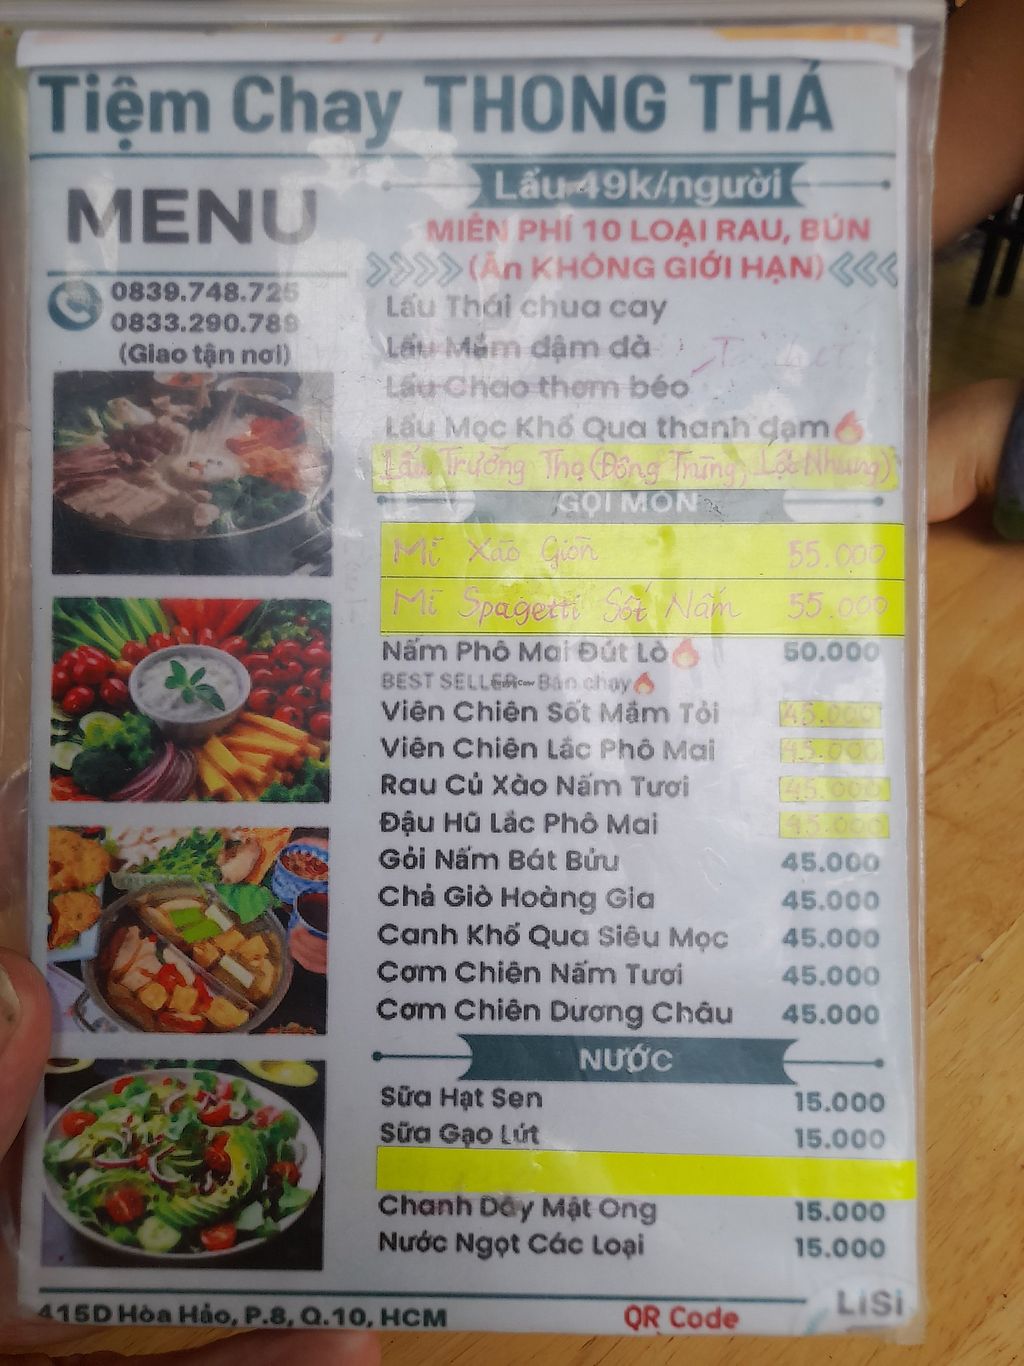 Tiệm Chay THONG THẢ
MENU
0839.748.725
0833.290.789
(Giao tận nơi)
Lẩu 49k/người
MIỄN PHÍ 10 LOẠI RAU, BÚN
(Ăn KHÔNG GIỚI HẠN)
Lẩu Thái chua cay
Lẩu Mắm đậm đà
Lẩu Chao thơm béo
Lẩu Mọc Khổ Qua thanh đạm
Lẩu Trường Thọ (Đông Trùng, Lộc Nhung)
GỌI MÓN
Mì Xào Giòn 55.000
Mì Spagetti Sốt Nấm 55.000
Nấm Phô Mai Đút Lò 50.000
BEST SELLER - Bán chạy
HappyCow
Viên Chiên Sốt Mắm Tỏi 45.000
Viên Chiên Lắc Phô Mai 45.000
Rau Củ Xào Nấm Tươi 45.000
Đậu Hũ Lắc Phô Mai 45.000
Gỏi Nấm Bát Bửu 45.000
Chả Giò Hoàng Gia 45.000
Canh Khổ Qua Siêu Mọc 45.000
Cơm Chiên Nấm Tươi 45.000
Cơm Chiên Dương Châu 45.000
NƯỚC
Sữa Hạt Sen 15.000
Sữa Gạo Lứt 15.000
Chanh Dây Mật Ong 15.000
Nước Ngọt Các Loại 15.000
415D Hòa Hảo, P.8, Q.10, HCM
QR Code
LiSi